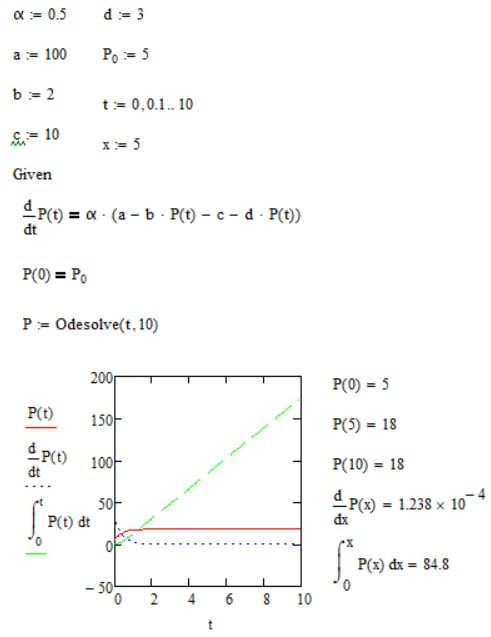 α := 0.5 d := 3
a := 100 P₀ := 5
b := 2
t := 0, 0.1 .. 10
c := 10
x := 5
Given
d/dt P(t) = α · (a − b · P(t) − c − d · P(t))
P(0) = P₀
P := Odesolve(t, 10)
200
150
100
50
0
− 50
0 2 4 6 8 10
t
P(t)
d/dt P(t)
∫₀ᵗ P(t) dt
P(0) = 5
P(5) = 18
P(10) = 18
d/dx P(x) = 1.238 × 10⁻⁴
∫₀ˣ P(x) dx = 84.8